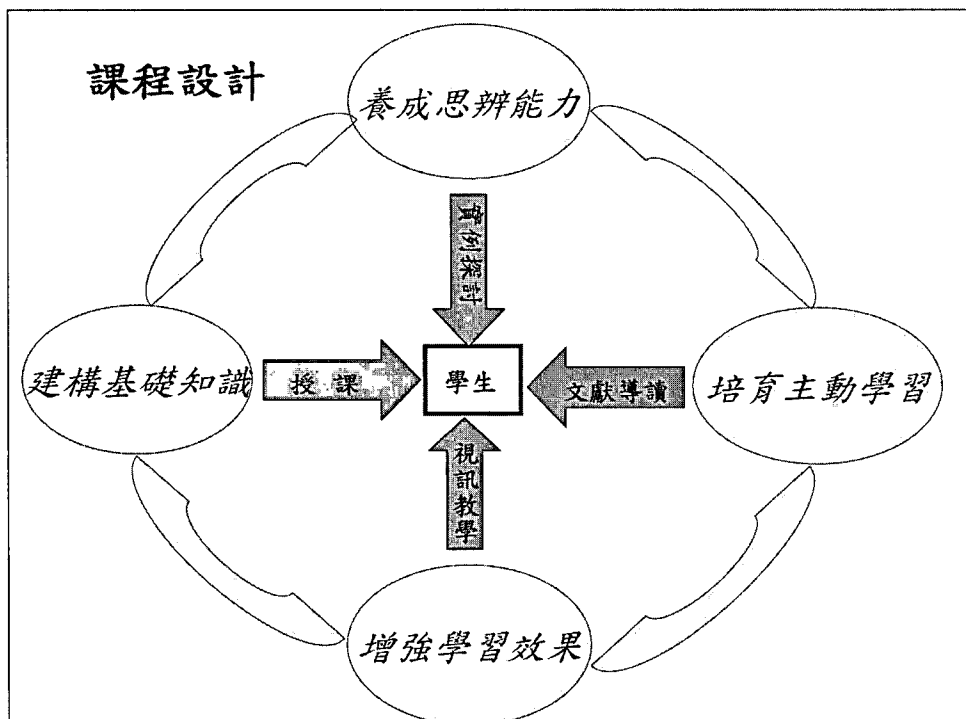 課程設計
養成思辨能力
實例探討
建構基礎知識
授課
學生
文獻導讀
培育主動學習
視訊教學
增強學習效果